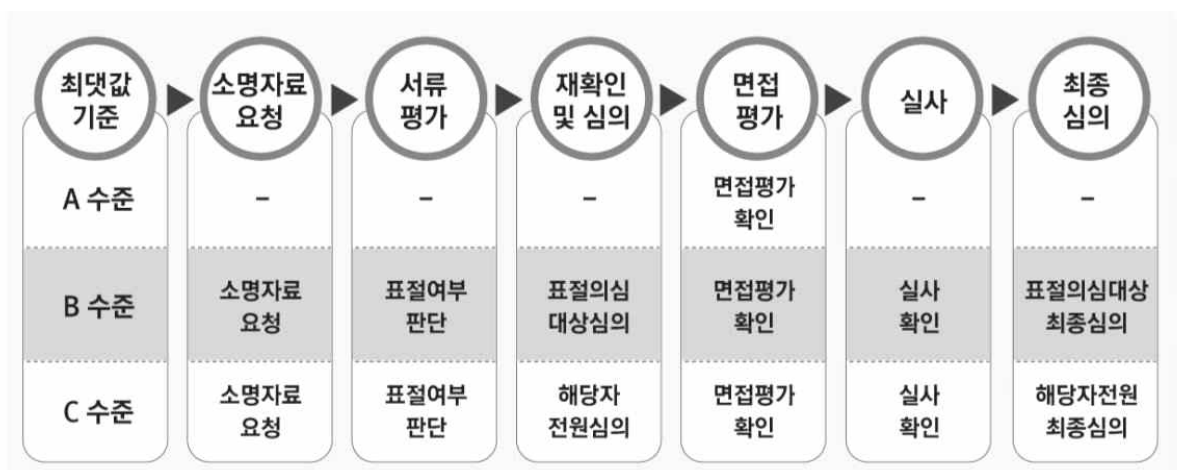 최댓값
기준
소명자료
요청
서류
평가
재확인
및 심의
면접
평가
실사
최종
심의
A 수준
–
–
–
면접평가
확인
–
–
B 수준
소명자료
요청
표절여부
판단
표절의심
대상심의
면접평가
확인
실사
확인
표절의심대상
최종심의
C 수준
소명자료
요청
표절여부
판단
해당자
전원심의
면접평가
확인
실사
확인
해당자전원
최종심의